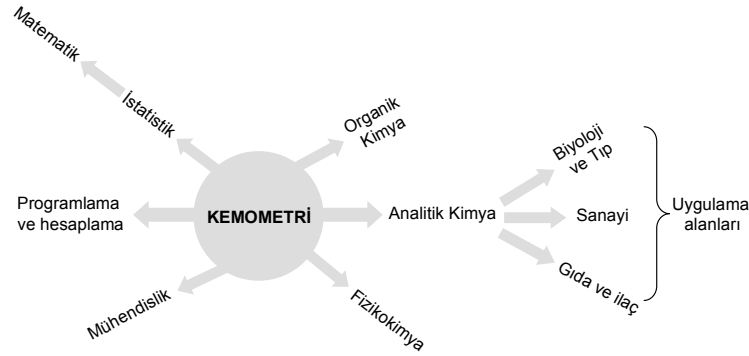 Matematik
İstatistik
Programlama
ve hesaplama
Mühendislik
KEMOMETRİ
Organik
Kimya
Analitik Kimya
Fizikokimya
Biyoloji
ve Tıp
Sanayi
Gıda ve ilaç
Uygulama
alanları